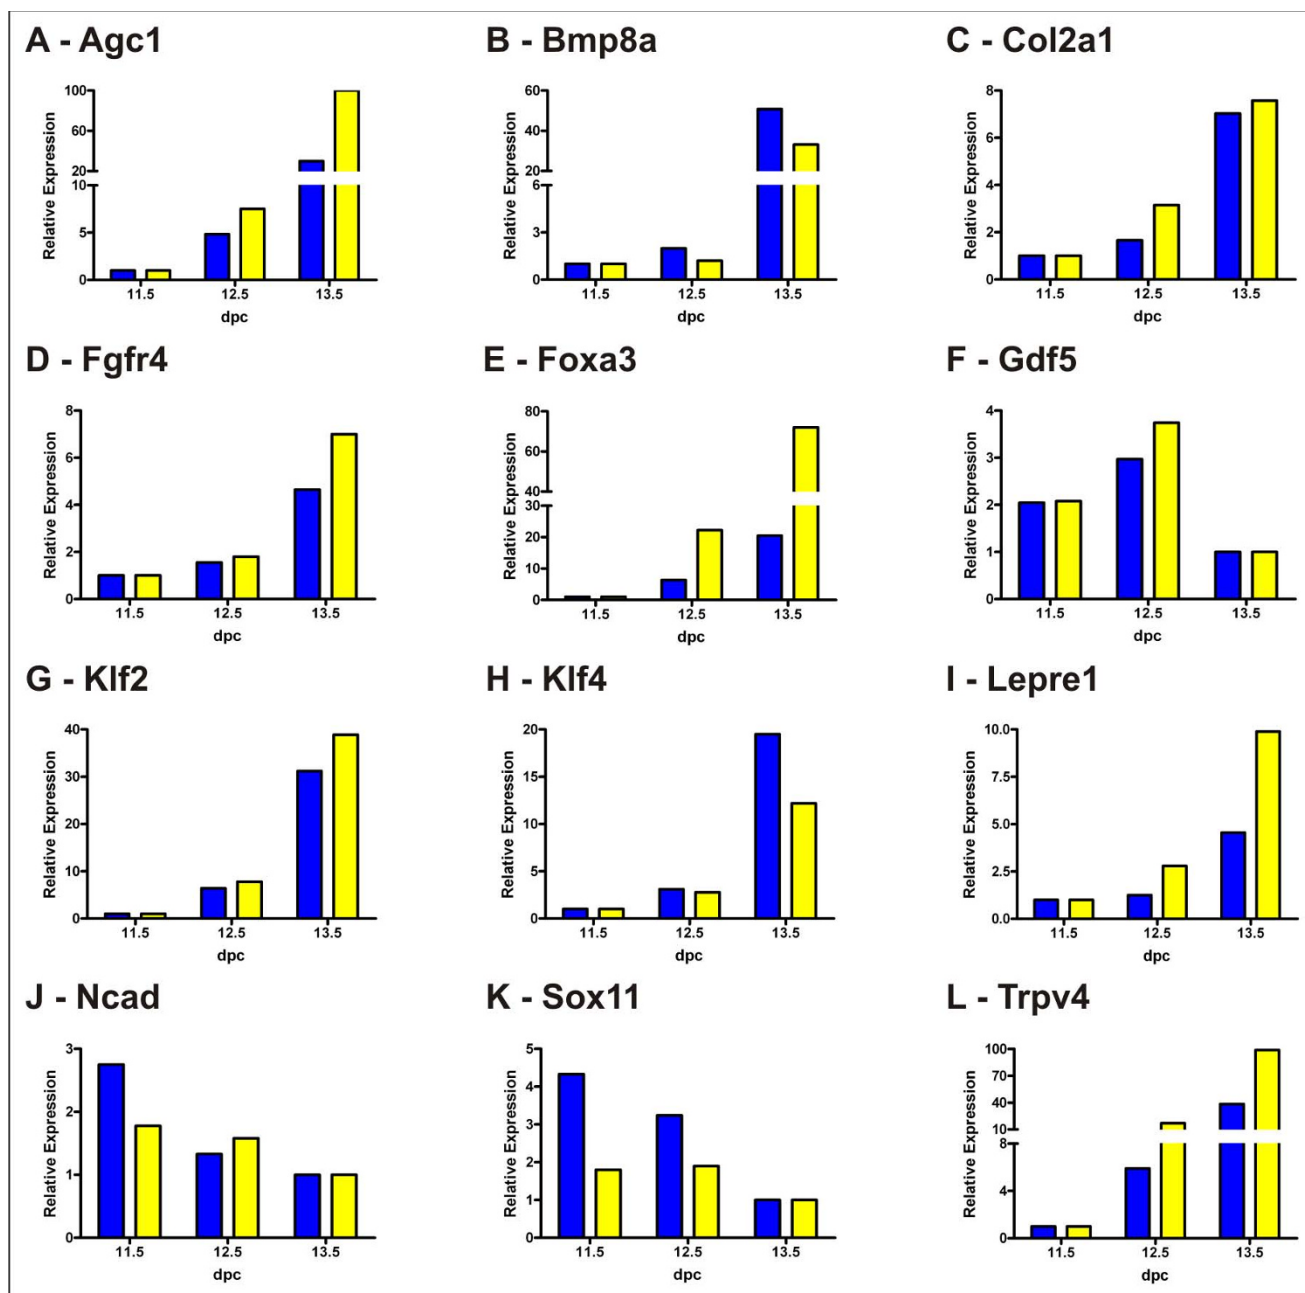 A - Agc1
B - Bmp8a
C - Col2a1
Relative Expression
100
60
20
10
5
0
11.5
12.5
13.5
dpc
Relative Expression
60
40
20
6
3
0
11.5
12.5
13.5
dpc
Relative Expression
8
6
4
2
0
11.5
12.5
13.5
dpc
D - Fgfr4
E - Foxa3
F - Gdf5
Relative Expression
8
6
4
2
0
11.5
12.5
13.5
dpc
Relative Expression
80
60
40
30
20
10
0
11.5
12.5
13.5
dpc
Relative Expression
4
3
2
1
0
11.5
12.5
13.5
dpc
G - Klf2
H - Klf4
I - Lepre1
Relative Expression
40
30
20
10
0
11.5
12.5
13.5
dpc
Relative Expression
20
15
10
5
0
11.5
12.5
13.5
dpc
Relative Expression
10.0
7.5
5.0
2.5
0.0
11.5
12.5
13.5
dpc
J - Ncad
K - Sox11
L - Trpv4
Relative Expression
3
2
1
0
11.5
12.5
13.5
dpc
Relative Expression
5
4
3
2
1
0
11.5
12.5
13.5
dpc
Relative Expression
100
70
40
10
8
4
0
11.5
12.5
13.5
dpc